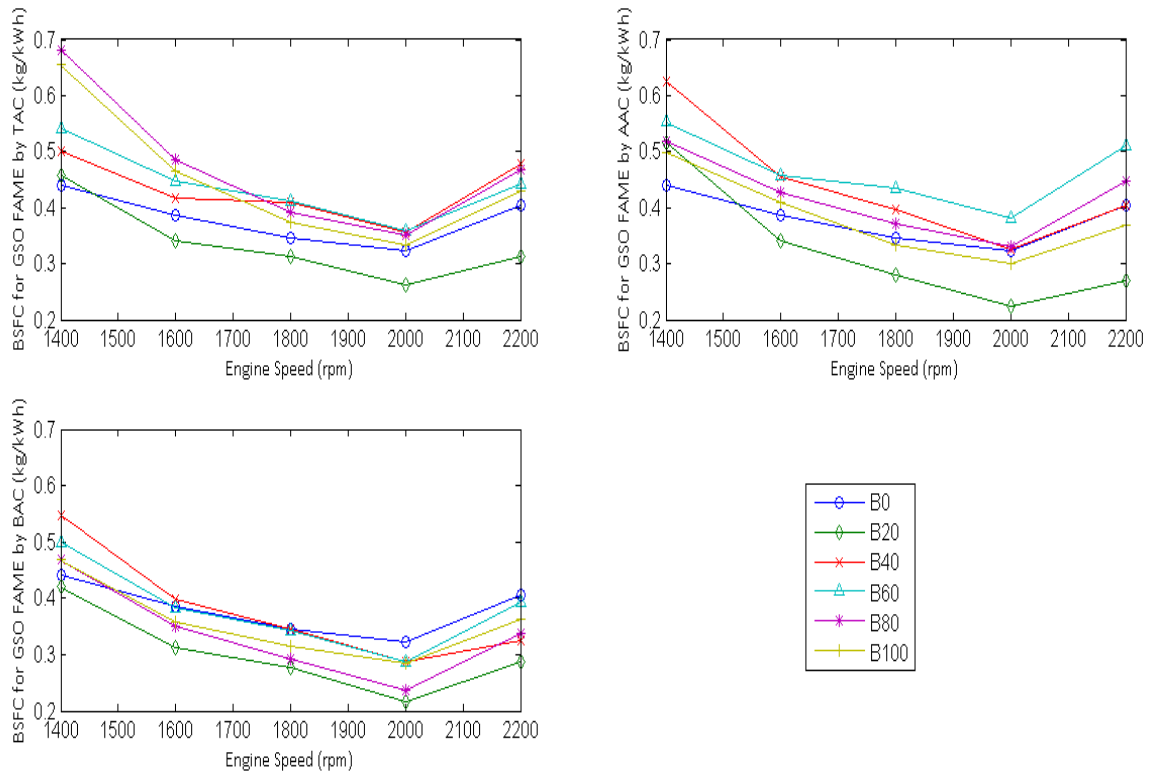 BSFC for GSO FAME by TAC (kg/kWh)
0.7
0.6
0.5
0.4
0.3
0.2
1400 1500 1600 1700 1800 1900 2000 2100 2200
Engine Speed (rpm)
BSFC for GSO FAME by AAC (kg/kWh)
0.7
0.6
0.5
0.4
0.3
0.2
1400 1500 1600 1700 1800 1900 2000 2100 2200
Engine Speed (rpm)
BSFC for GSO FAME by BAC (kg/kWh)
0.7
0.6
0.5
0.4
0.3
0.2
1400 1500 1600 1700 1800 1900 2000 2100 2200
Engine Speed (rpm)
B0
B20
B40
B60
B80
B100